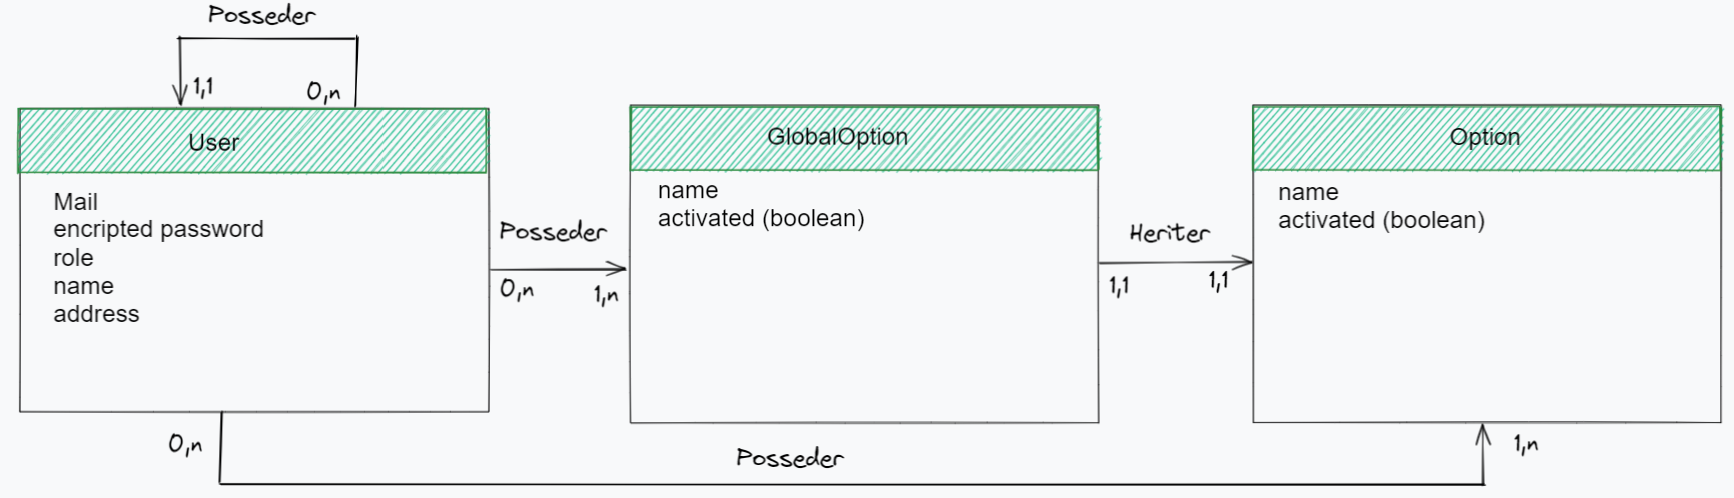 Posseder
1,1
0,n
User
Mail
encripted password
role
name
address
Posseder
0,n
1,n
GlobalOption
name
activated (boolean)
Heriter
1,1
1,1
Option
name
activated (boolean)
0,n
Posseder
1,n